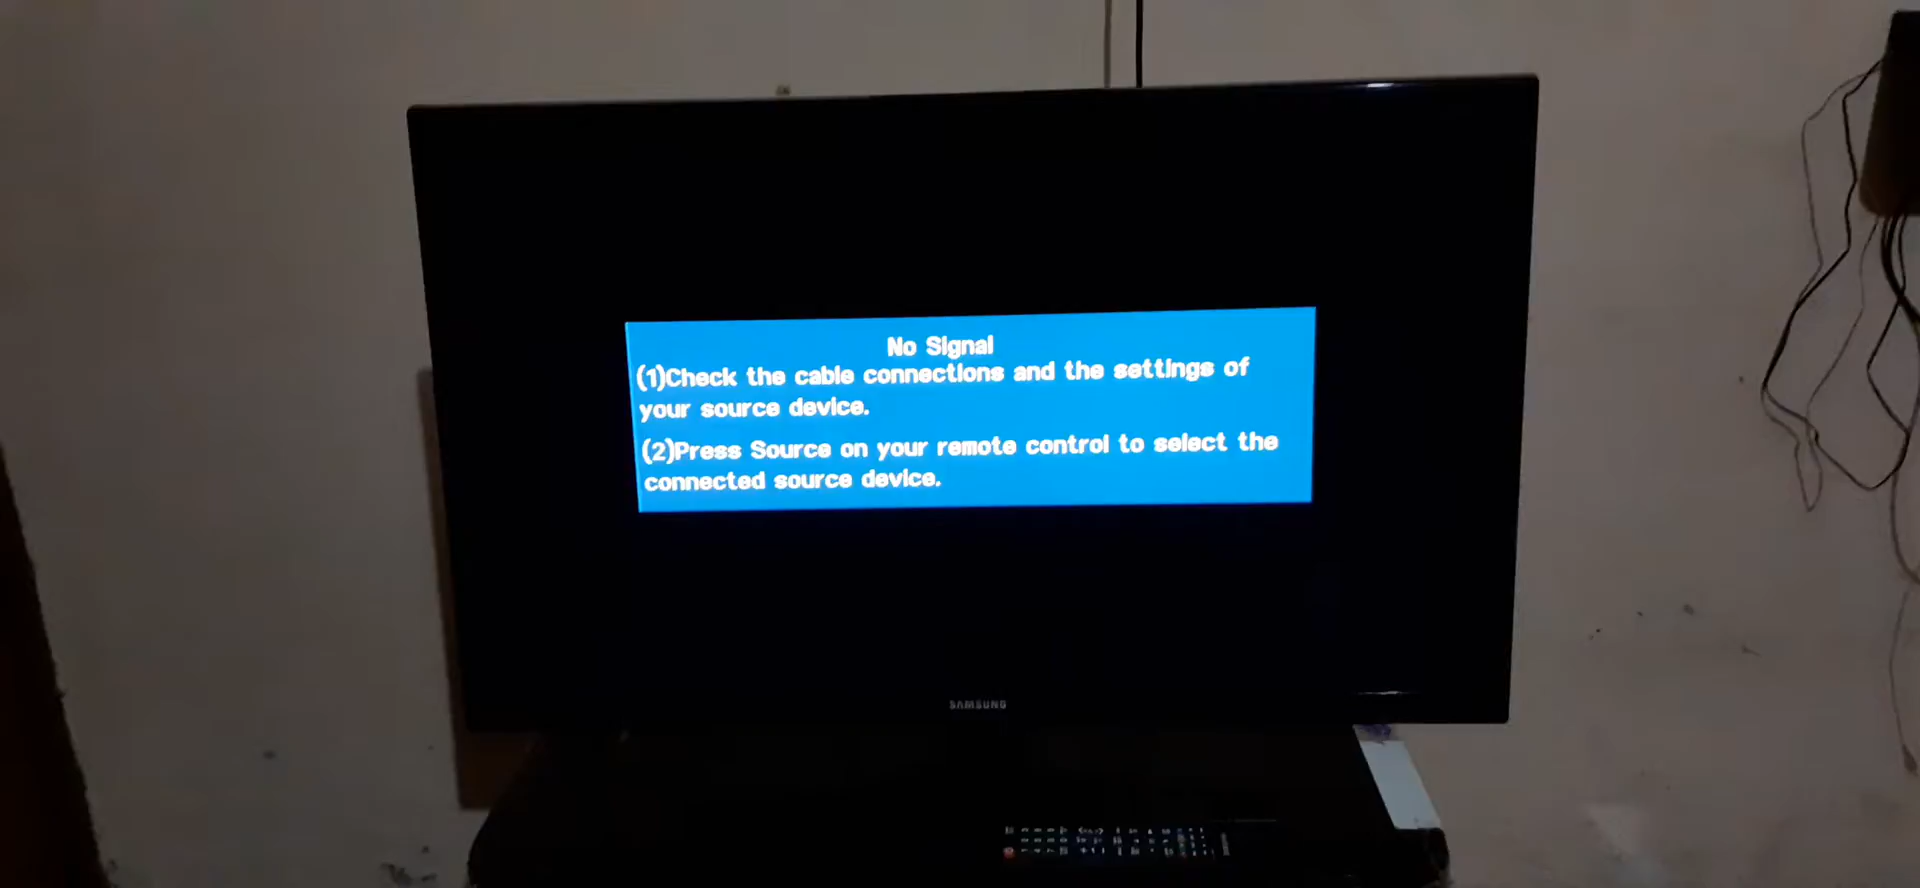 No Signal
(1)Check the cable connections and the settings of
your source device.
(2)Press Source on your remote control to select the
connected source device.
SAMSUNG